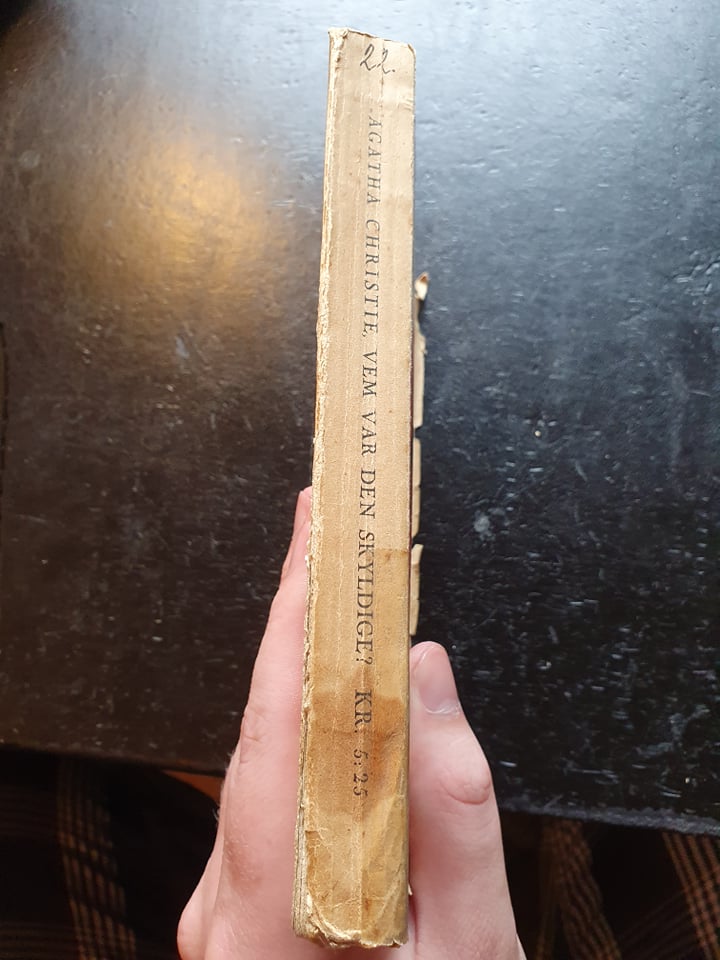 22.
AGATHA CHRISTIE, VEM VAR DEN SKYLDIGE? KR. 5:25